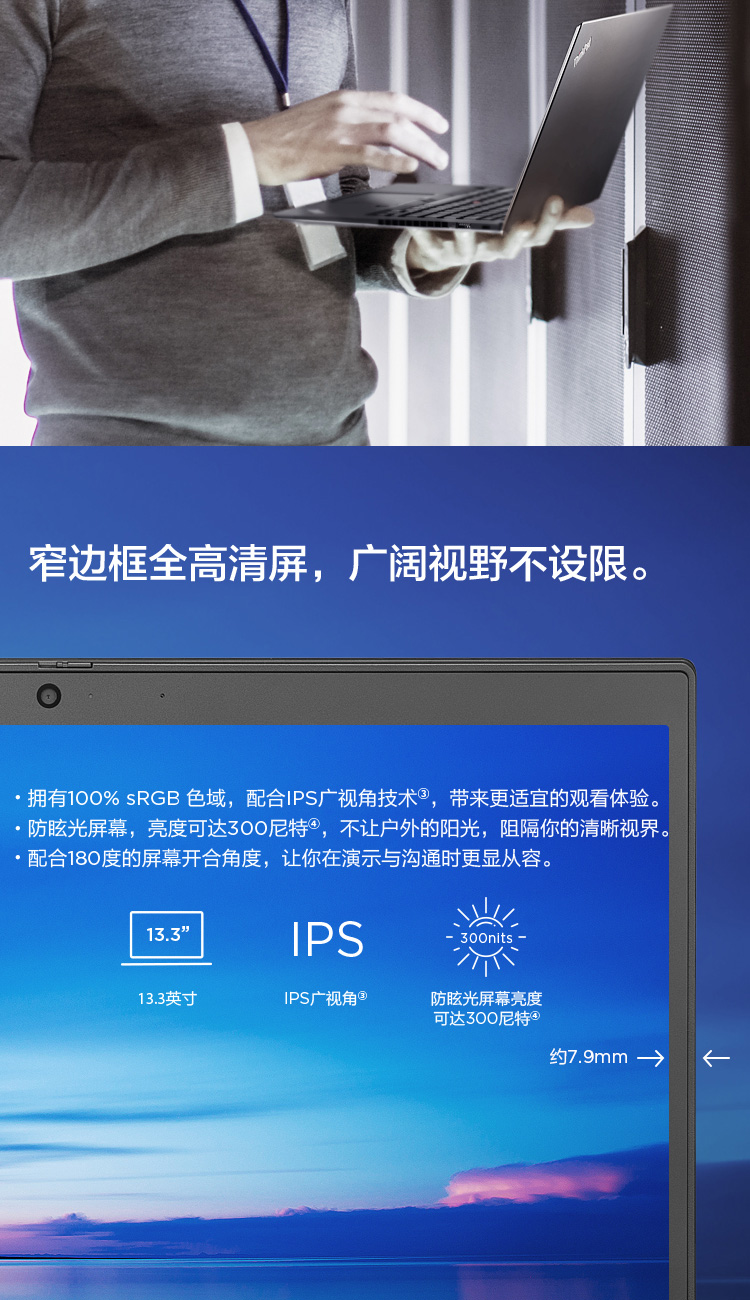 ThinkPad
窄边框全高清屏，广阔视野不设限。
·拥有100% sRGB 色域，配合IPS广视角技术③，带来更适宜的观看体验。
·防眩光屏幕，亮度可达300尼特④，不让户外的阳光，阻隔你的清晰视界。
·配合180度的屏幕开合角度，让你在演示与沟通时更显从容。
13.3”
IPS
300nits
13.3英寸
IPS广视角③
防眩光屏幕亮度
可达300尼特④
约7.9mm